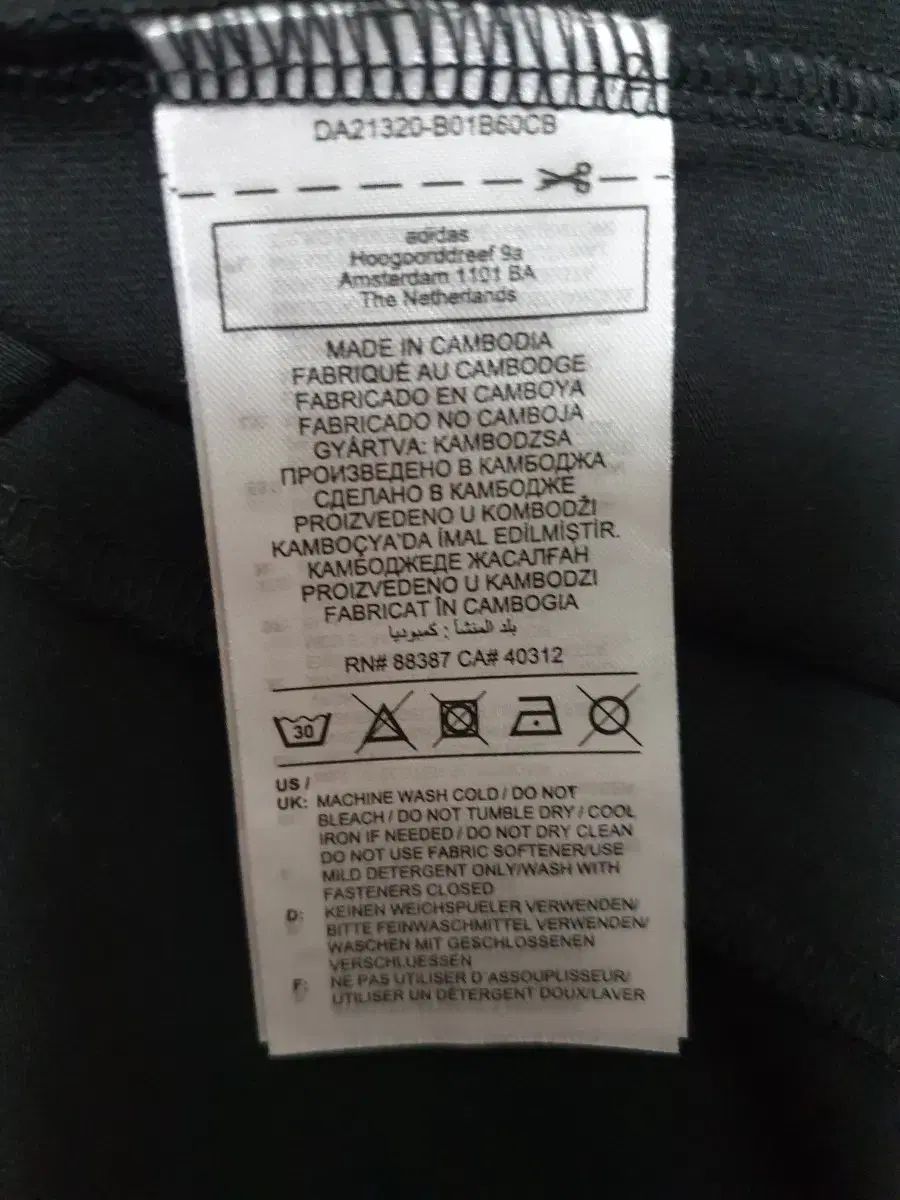 DA21320-B01B60CB
adidas
Hoogoorddreef 9a
Amsterdam 1101 BA
The Netherlands
MADE IN CAMBODIA
FABRIQUÉ AU CAMBODGE
FABRICADO EN CAMBOYA
FABRICADO NO CAMBOJA
GYÁRTVA: KAMBODZSA
ПРОИЗВЕДЕНО В КАМБОДЖА
СДЕЛАНО В КАМБОДЖЕ
PROIZVEDENO U KOMBODŽI
KAMBOÇYA'DA İMAL EDİLMİŞTİR.
КАМБОДЖЕДЕ ЖАСАЛҒАН
PROIZVEDENO U KAMBODZI
FABRICAT ÎN CAMBOGIA
بلد المنشأ : كمبوديا
RN# 88387 CA# 40312
30
US /
UK: MACHINE WASH COLD / DO NOT
BLEACH / DO NOT TUMBLE DRY / COOL
IRON IF NEEDED / DO NOT DRY CLEAN
DO NOT USE FABRIC SOFTENER/USE
MILD DETERGENT ONLY/WASH WITH
FASTENERS CLOSED
D: KEINEN WEICHSPUELER VERWENDEN/
BITTE FEINWASCHMITTEL VERWENDEN/
WASCHEN MIT GESCHLOSSENEN
VERSCHLUESSEN
F: NE PAS UTILISER D'ASSOUPLISSEUR/
UTILISER UN DÉTERGENT DOUX/LAVER